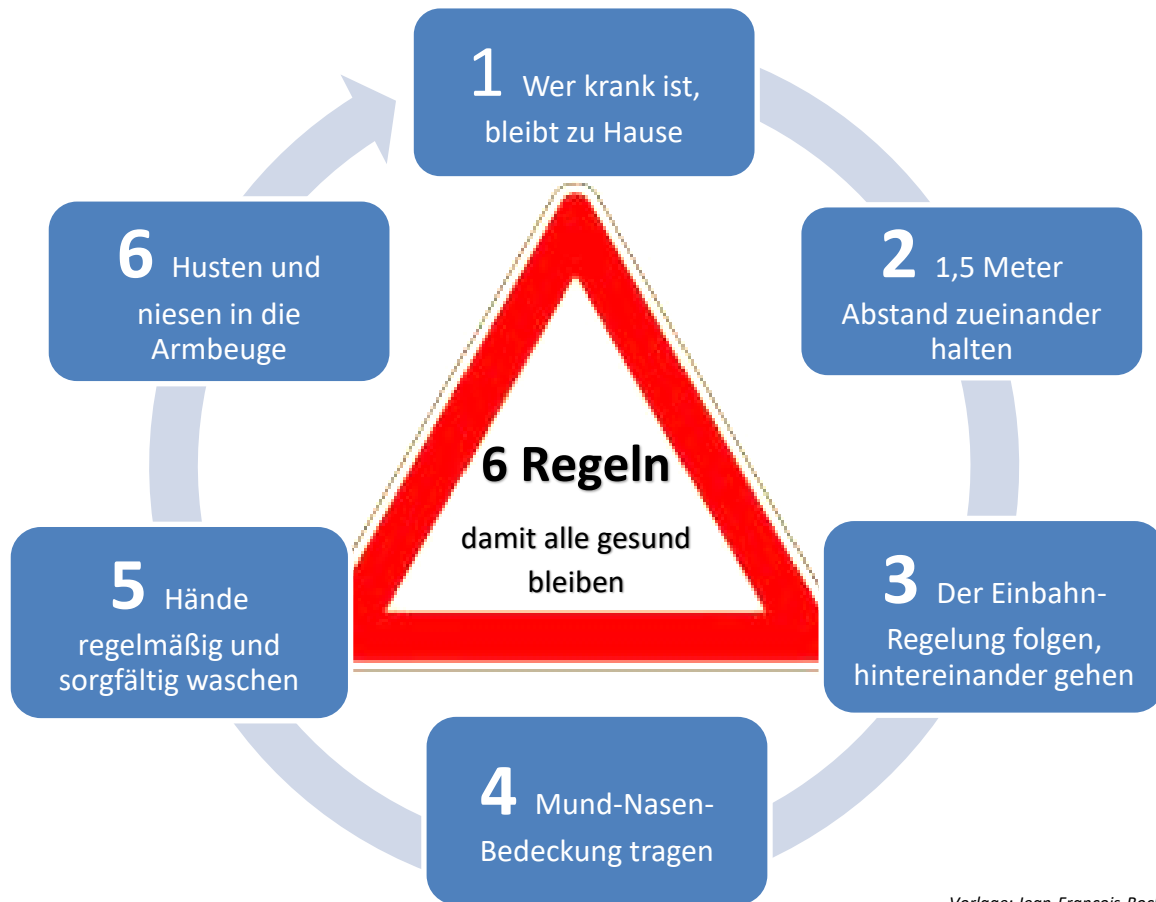 1 Wer krank ist,
bleibt zu Hause
2 1,5 Meter
Abstand zueinander
halten
3 Der Einbahn-
Regelung folgen,
hintereinander gehen
4 Mund-Nasen-
Bedeckung tragen
5 Hände
regelmäßig und
sorgfältig waschen
6 Husten und
niesen in die
Armbeuge
6 Regeln
damit alle gesund
bleiben
Vorlage: Jean François